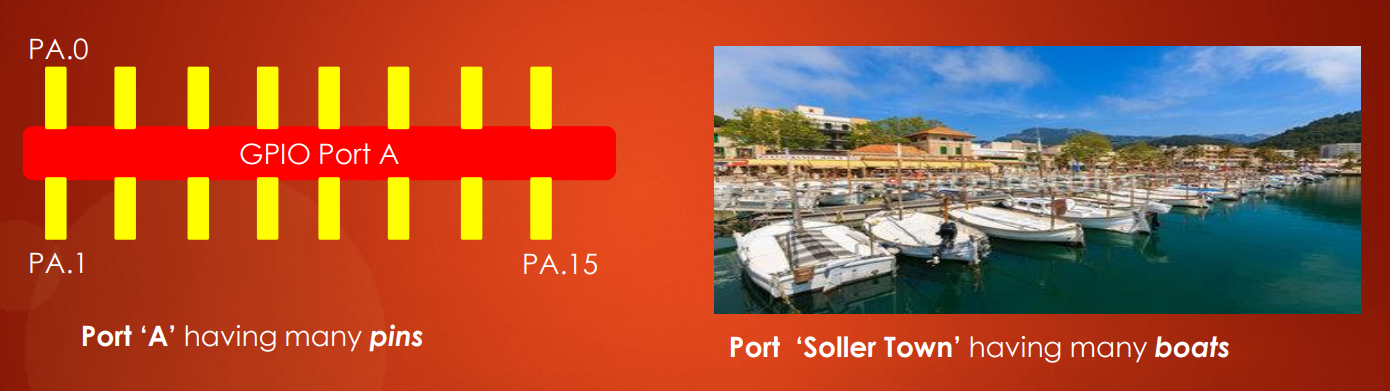 PA.0
GPIO Port A
PA.1
PA.15
Port ‘A’ having many pins
Port ‘Soller Town’ having many boats